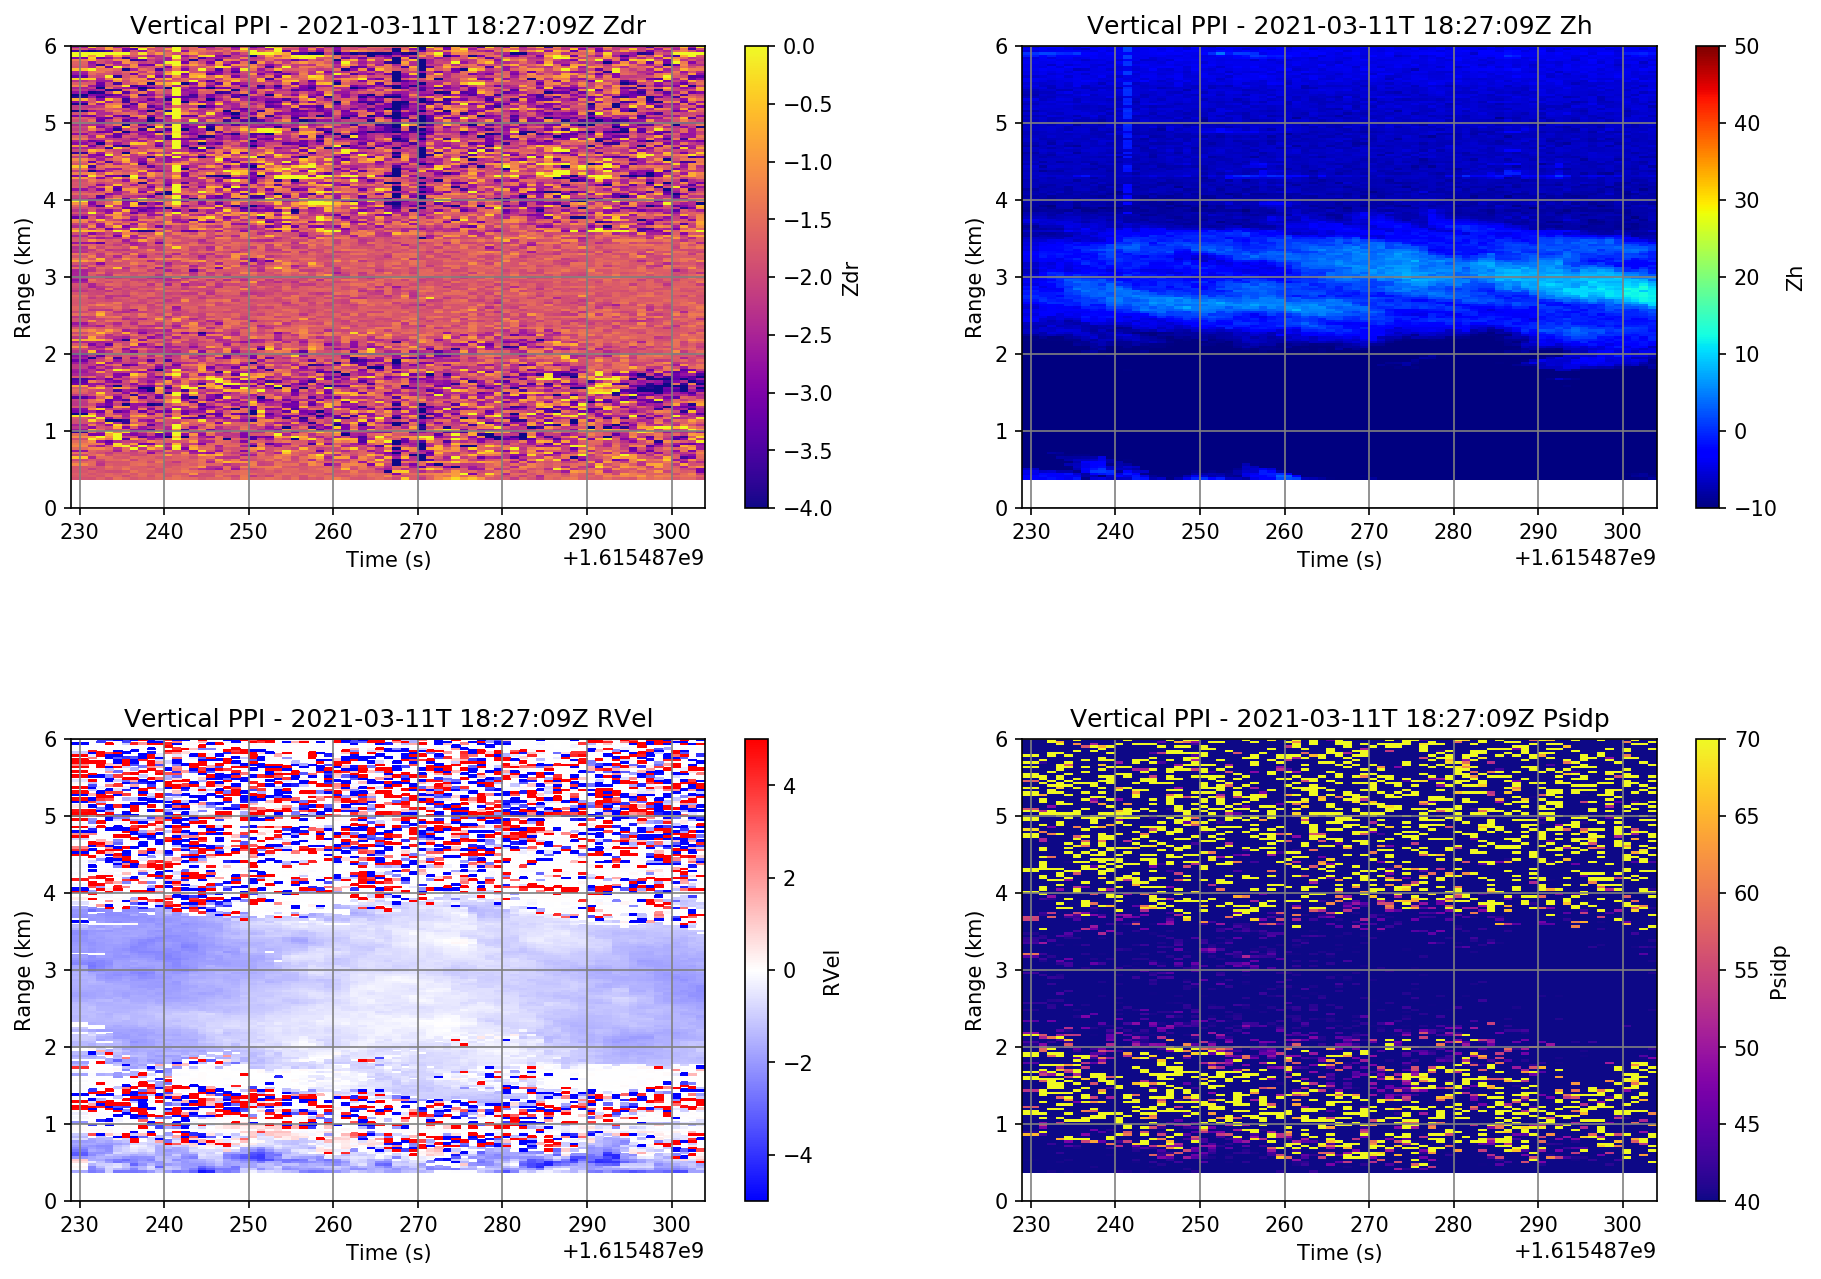 Vertical PPI - 2021-03-11T 18:27:09Z Zdr
6
5
4
3
2
1
0
Range (km)
230 240 250 260 270 280 290 300
Time (s)
+1.615487e9
0.0
−0.5
−1.0
−1.5
−2.0
−2.5
−3.0
−3.5
−4.0
Zdr
Vertical PPI - 2021-03-11T 18:27:09Z Zh
6
5
4
3
2
1
0
Range (km)
230 240 250 260 270 280 290 300
Time (s)
+1.615487e9
50
40
30
20
10
0
−10
Zh
Vertical PPI - 2021-03-11T 18:27:09Z RVel
6
5
4
3
2
1
0
Range (km)
230 240 250 260 270 280 290 300
Time (s)
+1.615487e9
4
2
0
−2
−4
RVel
Vertical PPI - 2021-03-11T 18:27:09Z Psidp
6
5
4
3
2
1
0
Range (km)
230 240 250 260 270 280 290 300
Time (s)
+1.615487e9
70
65
60
55
50
45
40
Psidp